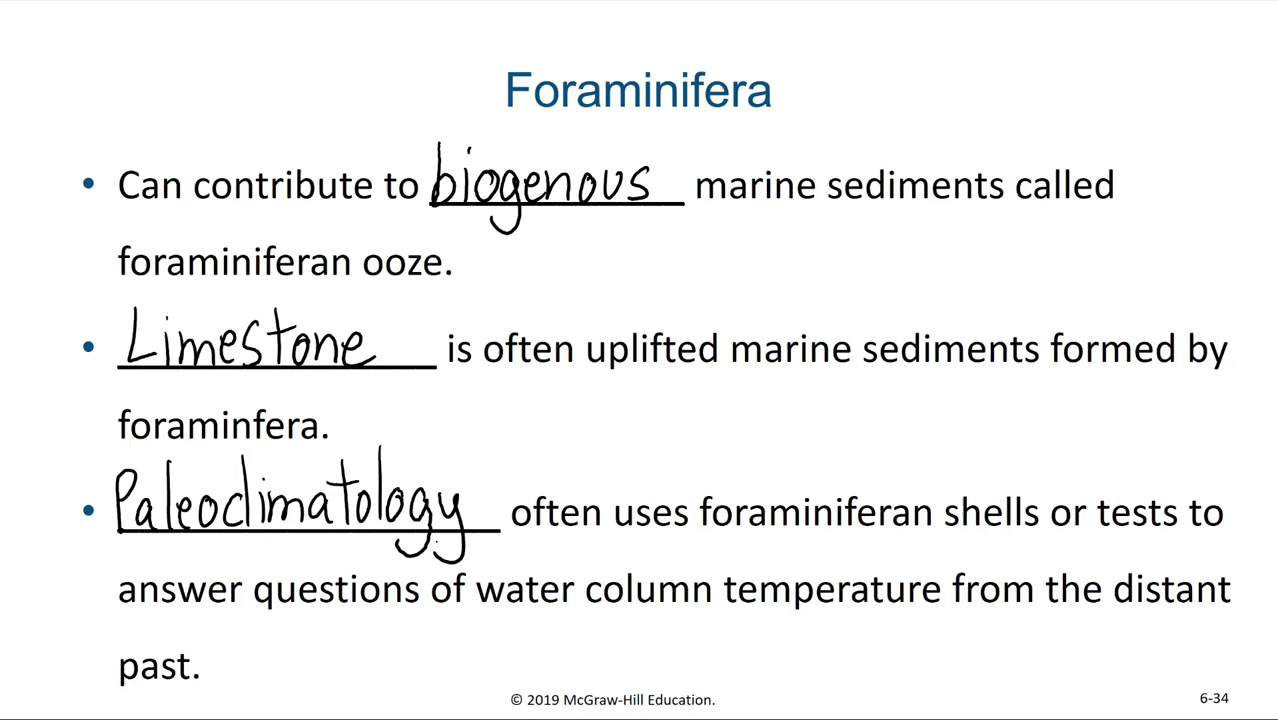 Foraminifera
• Can contribute to biogenous marine sediments called
foraminiferan ooze.
• Limestone is often uplifted marine sediments formed by
foraminfera.
• Paleoclimatology often uses foraminiferan shells or tests to
answer questions of water column temperature from the distant
past.
© 2019 McGraw-Hill Education.
6-34